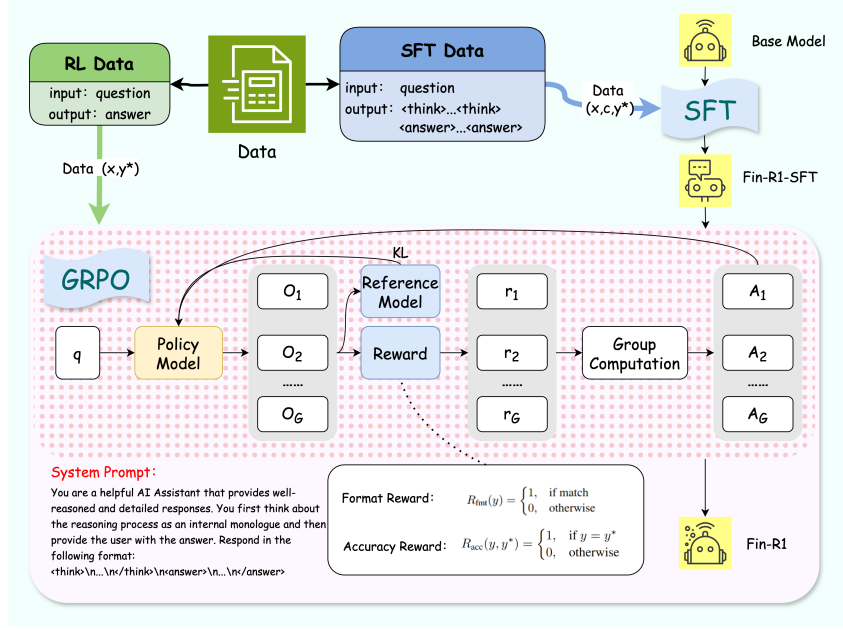 RL Data
input: question
output: answer
Data
SFT Data
input: question
output: <think>...<think>
<answer>...<answer>
Data
(x,c,y*)
Base Model
SFT
Fin-R1-SFT
Data (x,y*)
GRPO
KL
q
Policy
Model
O1
O2
......
OG
Reference
Model
Reward
r1
r2
......
rG
Group
Computation
A1
A2
......
AG
System Prompt:
You are a helpful AI Assistant that provides well-
reasoned and detailed responses. You first think about
the reasoning process as an internal monologue and then
provide the user with the answer. Respond in the
following format:
<think>\n...\n</think>\n<answer>\n...\n</answer>
Format Reward: Rfmt(y) = {1, if match
0, otherwise
Accuracy Reward: Racc(y, y*) = {1, if y = y*
0, otherwise
Fin-R1